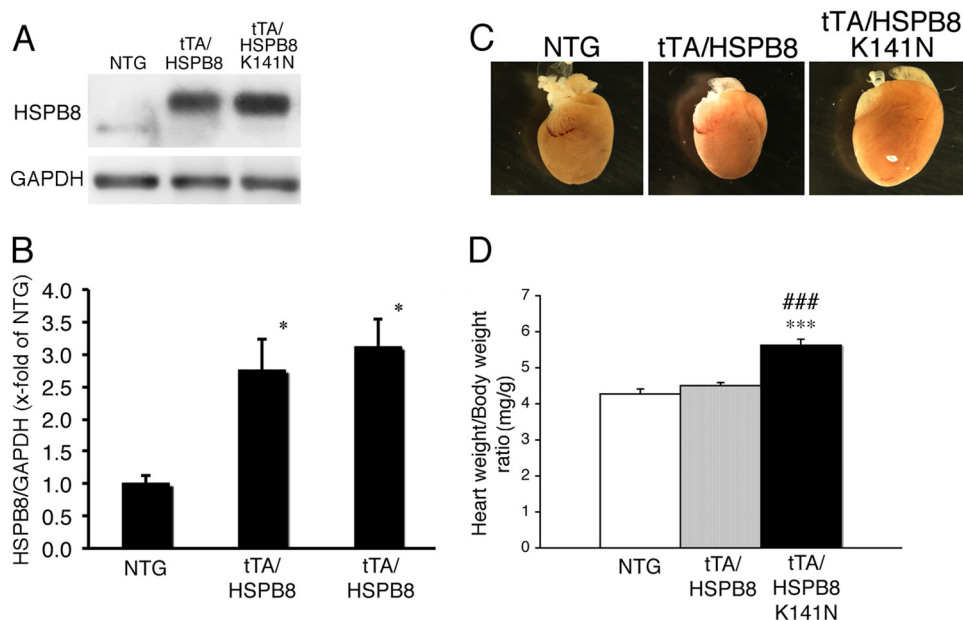 A
NTG
tTA/
HSPB8
tTA/
HSPB8
K141N
HSPB8
GAPDH
B
HSPB8/GAPDH (x-fold of NTG)
4.0
3.5
3.0
2.5
2.0
1.5
1.0
0.5
0.0
*
*
NTG
tTA/
HSPB8
tTA/
HSPB8
C
NTG
tTA/HSPB8
tTA/HSPB8
K141N
D
Heart weight/Body weight
ratio (mg/g)
7
6
5
4
3
2
1
0
###
***
NTG
tTA/
HSPB8
tTA/
HSPB8
K141N